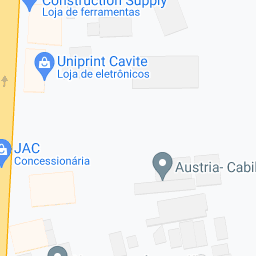 Construction Supply
Loja de ferramentas
Uniprint Cavite
Loja de eletrônicos
JAC
Concessionária
Austria- Cabil